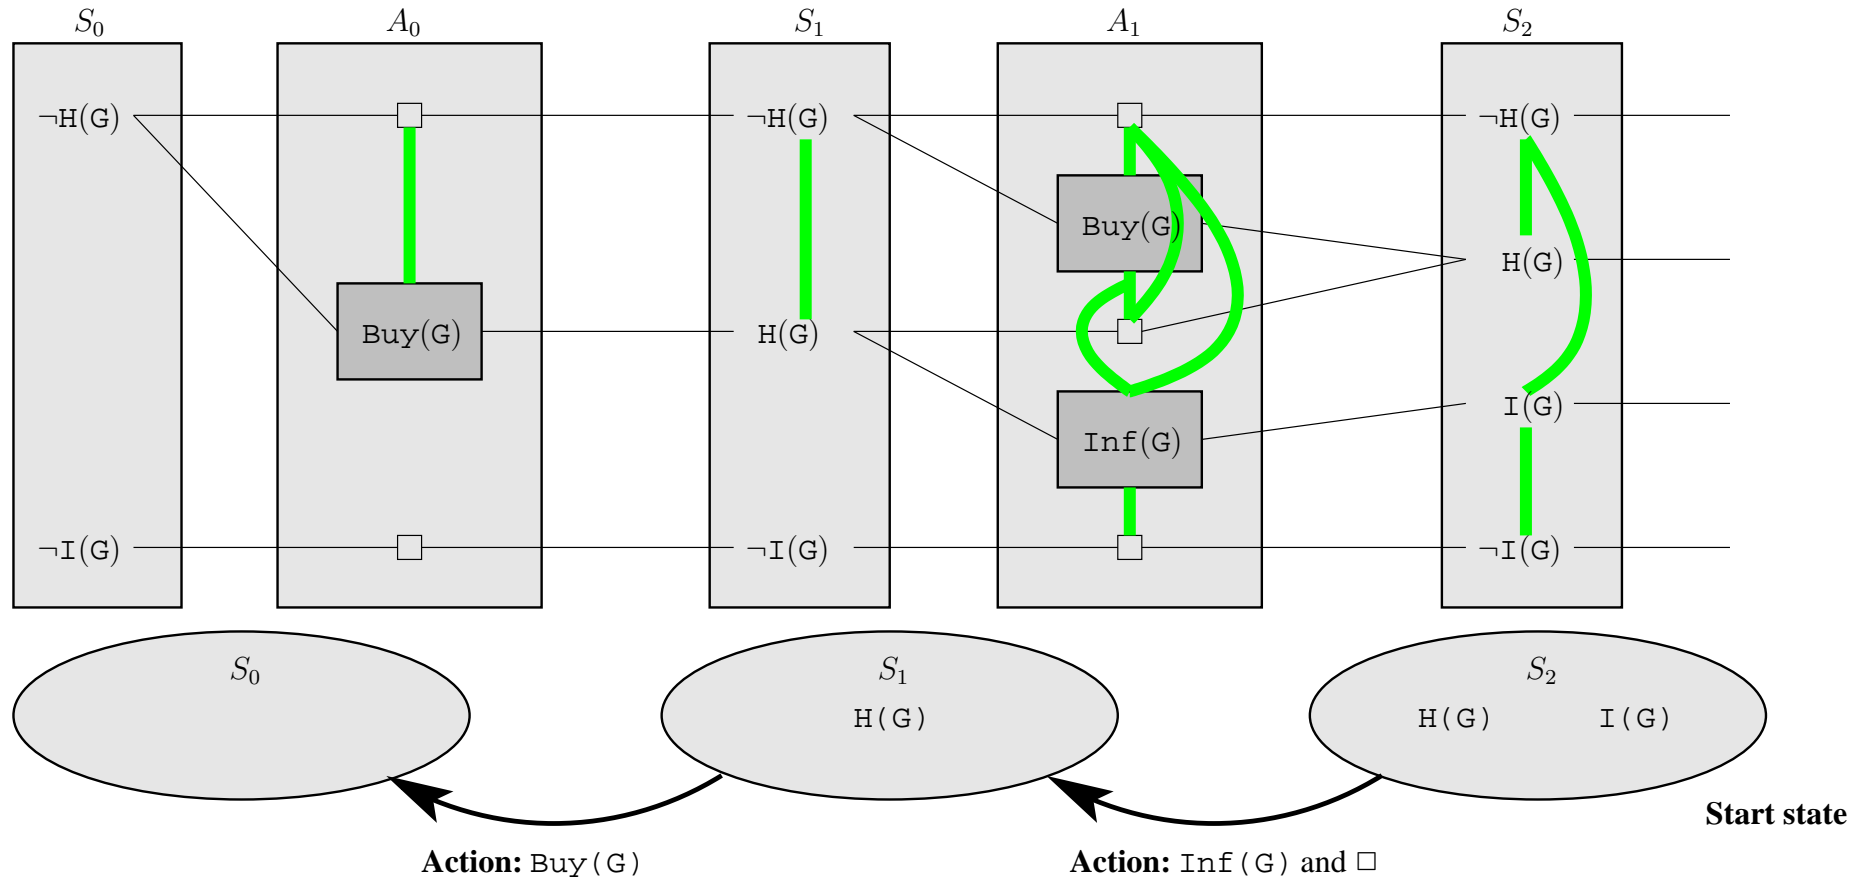 S₀ A₀ S₁ A₁ S₂
¬H(G) ¬H(G) ¬H(G)
Buy(G)
H(G)
Buy(G) H(G)
I(G)
Inf(G)
¬I(G) ¬I(G) ¬I(G)
S₀ S₁ S₂
H(G) H(G) I(G)
Start state
Action: Buy(G) Action: Inf(G) and □